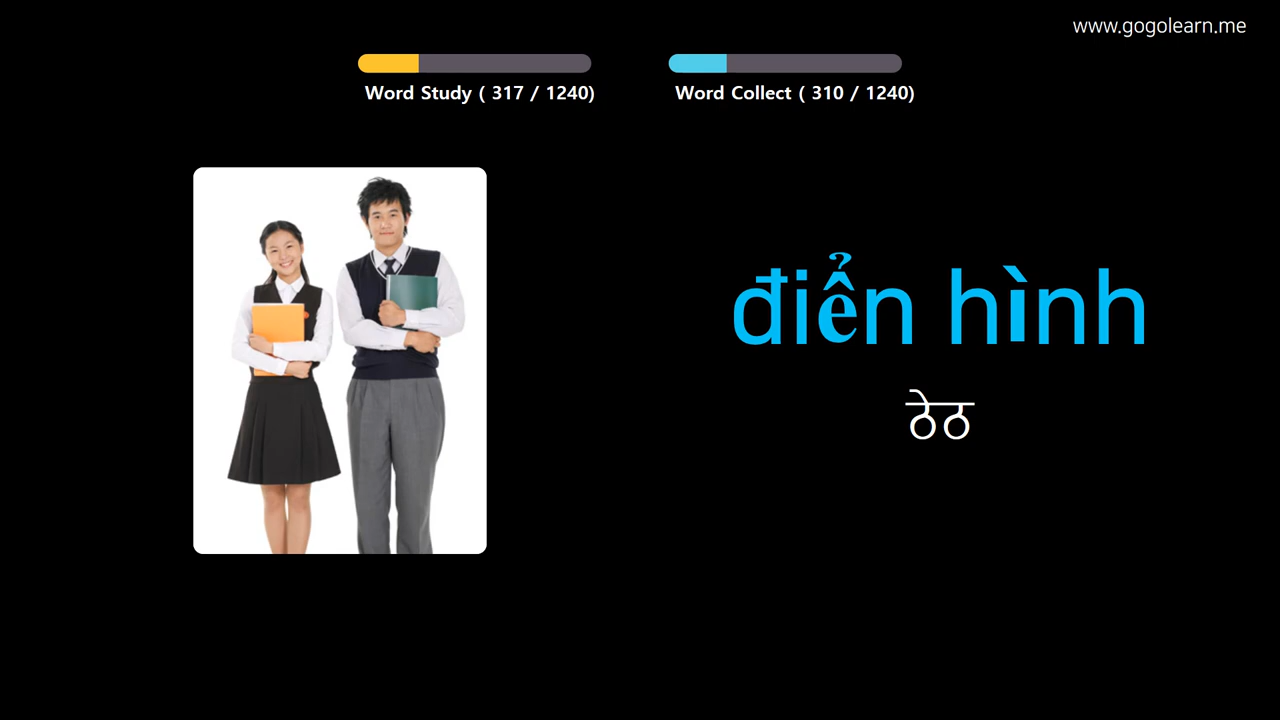 www.gogolearn.me
Word Study ( 317 / 1240)
Word Collect ( 310 / 1240)
điển hình
ठेठ